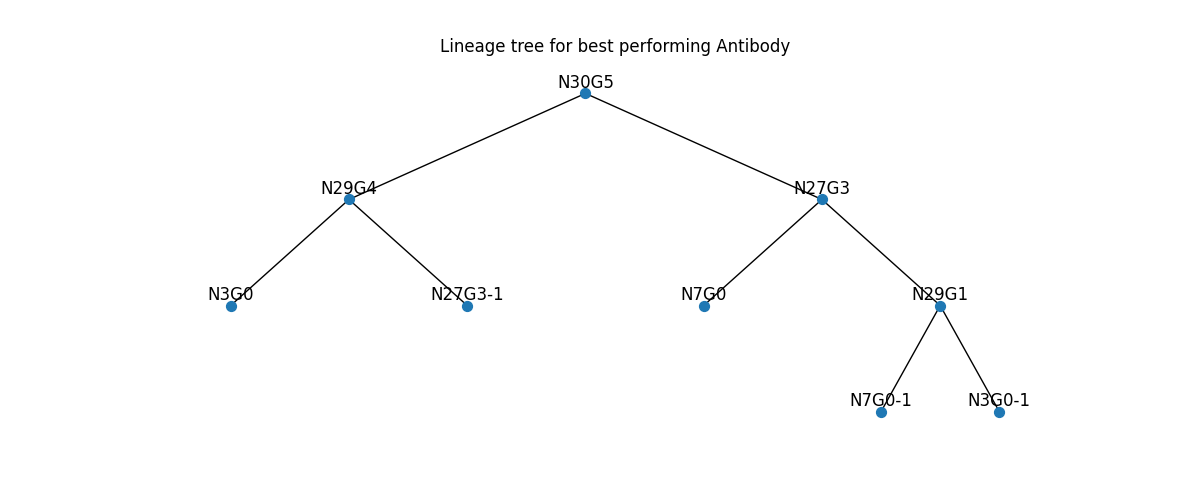 Lineage tree for best performing Antibody
N30G5
N29G4
N27G3
N3G0
N27G3-1
N7G0
N29G1
N7G0-1
N3G0-1